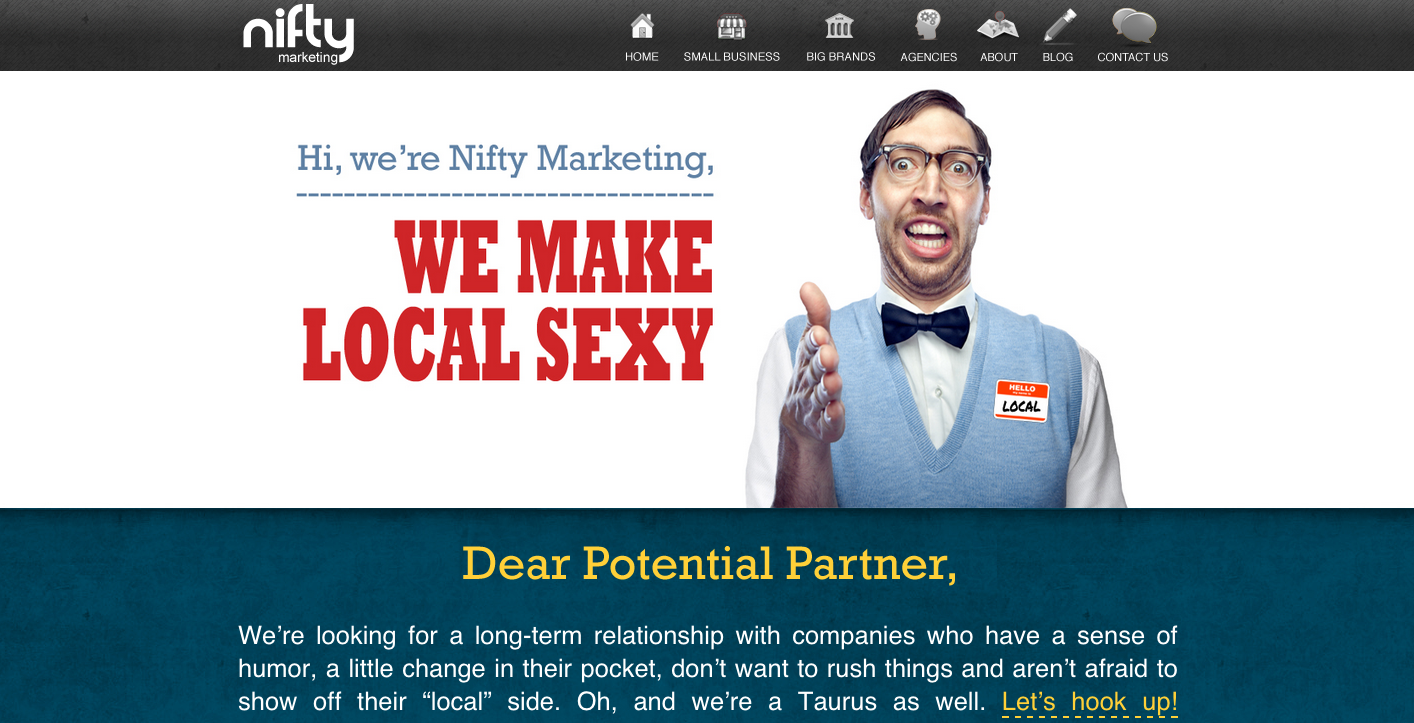 nifty
marketing
HOME SMALL BUSINESS BIG BRANDS AGENCIES ABOUT BLOG CONTACT US
Hi, we're Nifty Marketing,
WE MAKE
LOCAL SEXY
HELLO
LOCAL
Dear Potential Partner,
We're looking for a long-term relationship with companies who have a sense of
humor, a little change in their pocket, don't want to rush things and aren't afraid to
show off their “local” side. Oh, and we're a Taurus as well. Let's hook up!